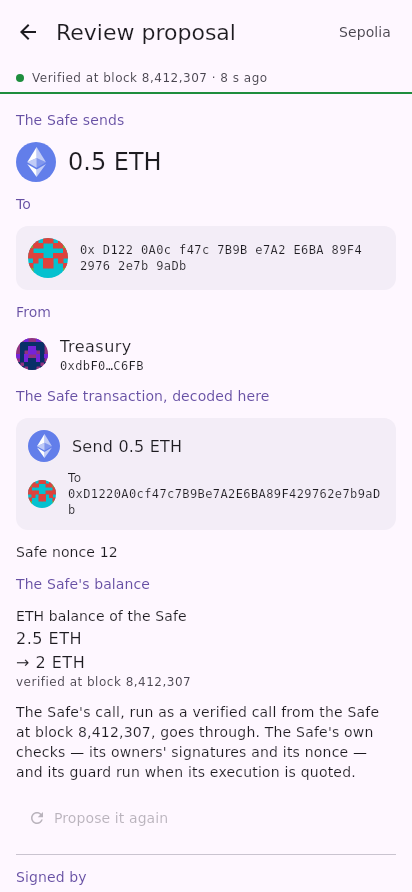 Review proposal
Sepolia
Verified at block 8,412,307 · 8 s ago
The Safe sends
0.5 ETH
To
0x D122 0A0c f47c 7B9B e7A2 E6BA 89F4
2976 2e7b 9aDb
From
Treasury
0xdbF0…C6FB
The Safe transaction, decoded here
Send 0.5 ETH
To
0xD1220A0cf47c7B9Be7A2E6BA89F429762e7b9aD
b
Safe nonce 12
The Safe's balance
ETH balance of the Safe
2.5 ETH
→ 2 ETH
verified at block 8,412,307
The Safe's call, run as a verified call from the Safe
at block 8,412,307, goes through. The Safe's own
checks — its owners' signatures and its nonce —
and its guard run when its execution is quoted.
Propose it again
Signed by